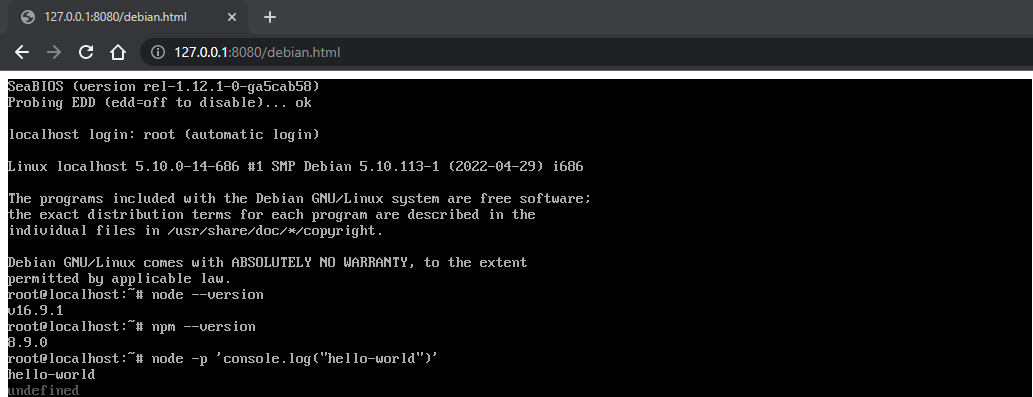 127.0.0.1:8080/debian.html
127.0.0.1:8080/debian.html
SeaBIOS (version rel-1.12.1-0-ga5cab58)
Probing EDD (edd=off to disable)... ok
localhost login: root (automatic login)
Linux localhost 5.10.0-14-686 #1 SMP Debian 5.10.113-1 (2022-04-29) i686
The programs included with the Debian GNU/Linux system are free software;
the exact distribution terms for each program are described in the
individual files in /usr/share/doc/*/copyright.
Debian GNU/Linux comes with ABSOLUTELY NO WARRANTY, to the extent
permitted by applicable law.
root@localhost:~# node --version
v16.9.1
root@localhost:~# npm --version
8.9.0
root@localhost:~# node -p 'console.log("hello-world")'
hello-world
undefined